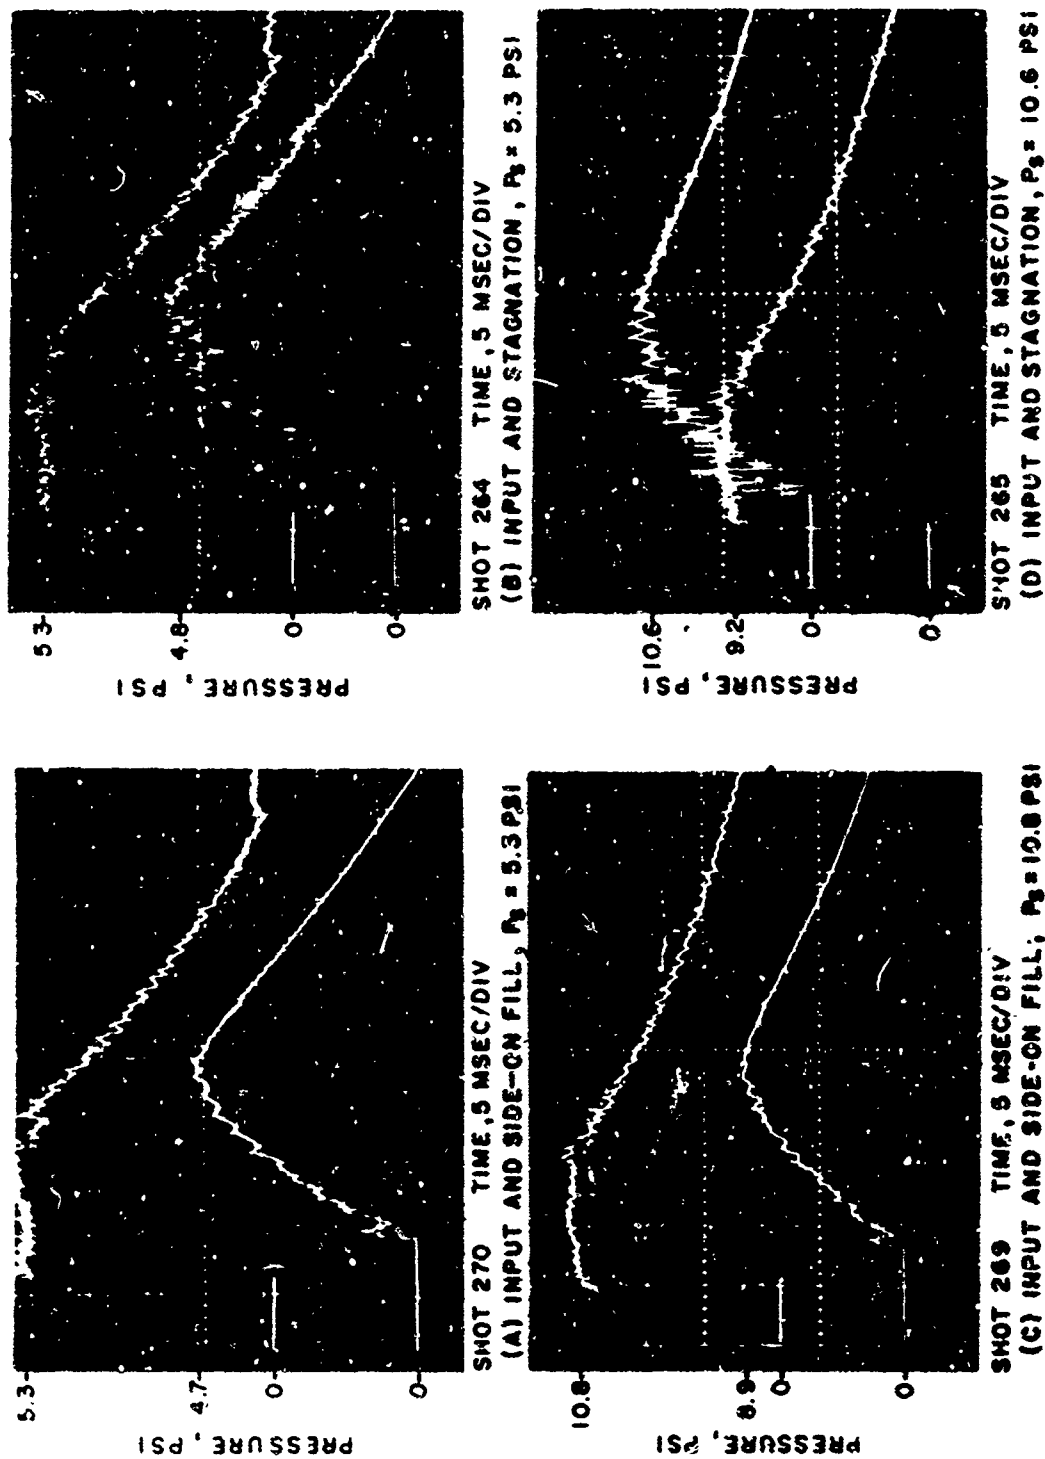 5.3
4.7
0
0
PRESSURE, PSI
SHOT 270 TIME, 5 MSEC/DIV
(A) INPUT AND SIDE-ON FILL, Ps = 5.3 PSI
5.3
4.8
0
0
PRESSURE, PSI
SHOT 264 TIME, 5 MSEC/DIV
(B) INPUT AND STAGNATION, Ps = 5.3 PSI
10.8
8.9
0
0
PRESSURE, PSI
SHOT 269 TIME, 5 MSEC/DIV
(C) INPUT AND SIDE-ON FILL, Ps = 10.8 PSI
10.6
9.2
0
0
PRESSURE, PSI
SHOT 265 TIME, 5 MSEC/DIV
(D) INPUT AND STAGNATION, Ps = 10.6 PSI